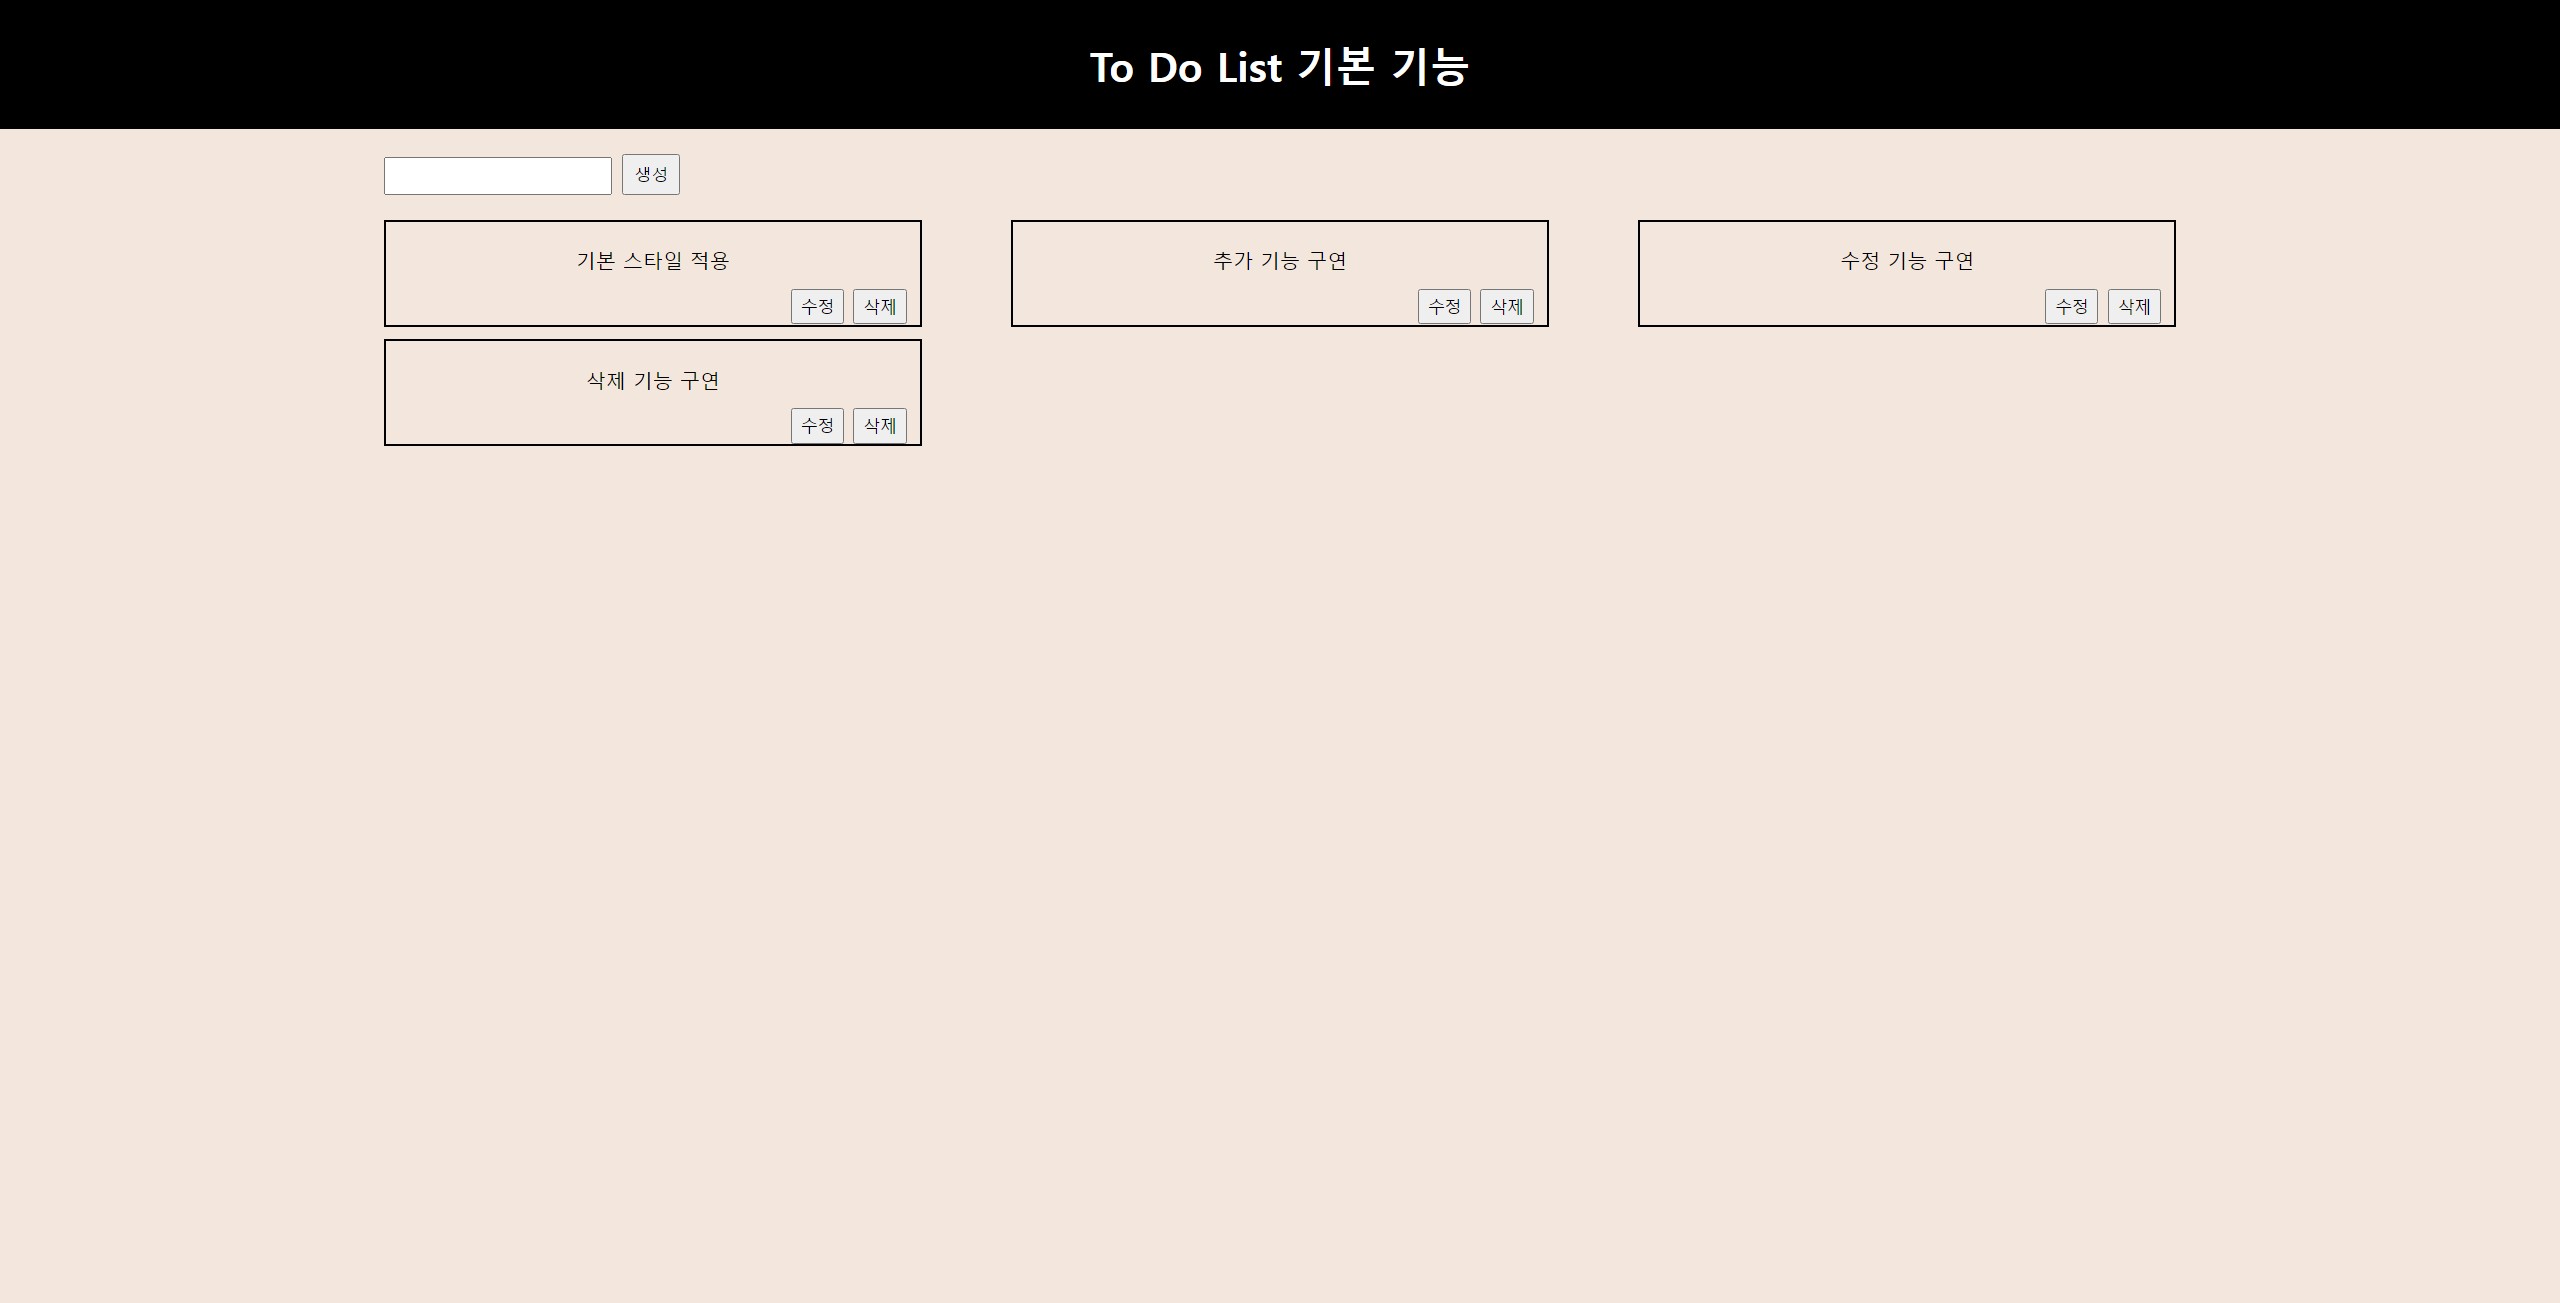 To Do List 기본 기능
생성
기본 스타일 적용
수정 삭제
추가 기능 구연
수정 삭제
수정 기능 구연
수정 삭제
삭제 기능 구연
수정 삭제